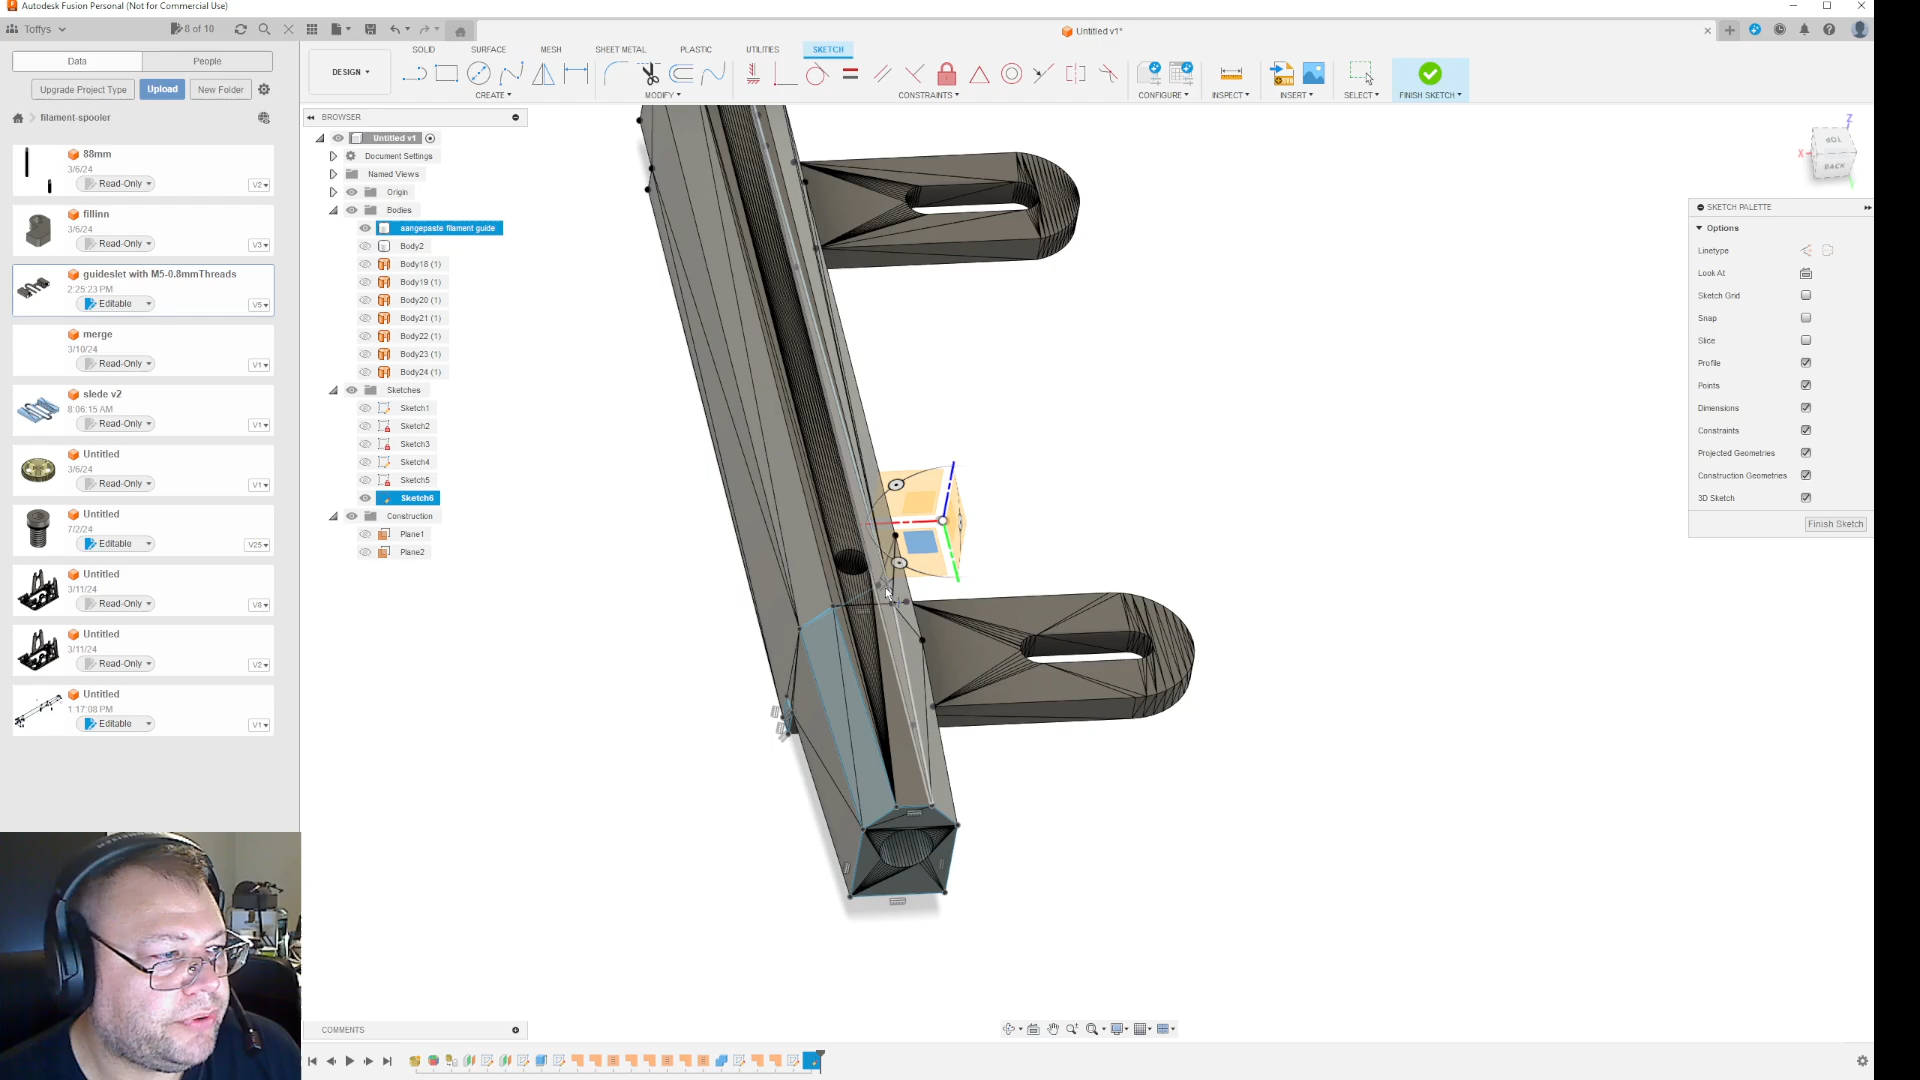 Autodesk Fusion Personal (Not for Commercial Use)
Toffys
8 of 10
Untitled v1*
Data
People
Upgrade Project Type
Upload
New Folder
filament-spooler
88mm
3/6/24
Read-Only
V2
fillinn
3/6/24
Read-Only
V3
guideslet with M5-0.8mmThreads
2:25:23 PM
Editable
V5
merge
3/10/24
Read-Only
V1
slede v2
8:06:15 AM
Read-Only
V1
Untitled
3/6/24
Read-Only
V1
Untitled
7/2/24
Editable
V25
Untitled
3/11/24
Read-Only
V8
Untitled
3/11/24
Read-Only
V2
Untitled
1:17:08 PM
Editable
V1
DESIGN
SOLID
SURFACE
MESH
SHEET METAL
PLASTIC
UTILITIES
SKETCH
CREATE
MODIFY
CONSTRAINTS
CONFIGURE
INSPECT
INSERT
SELECT
FINISH SKETCH
BROWSER
Untitled v1
Document Settings
Named Views
Origin
Bodies
aangepaste filament guide
Body2
Body18 (1)
Body19 (1)
Body20 (1)
Body21 (1)
Body22 (1)
Body23 (1)
Body24 (1)
Sketches
Sketch1
Sketch2
Sketch3
Sketch4
Sketch5
Sketch6
Construction
Plane1
Plane2
Z
X
TOP
BACK
SKETCH PALETTE
Options
Linetype
Look At
Sketch Grid
Snap
Slice
Profile
Points
Dimensions
Constraints
Projected Geometries
Construction Geometries
3D Sketch
Finish Sketch
COMMENTS